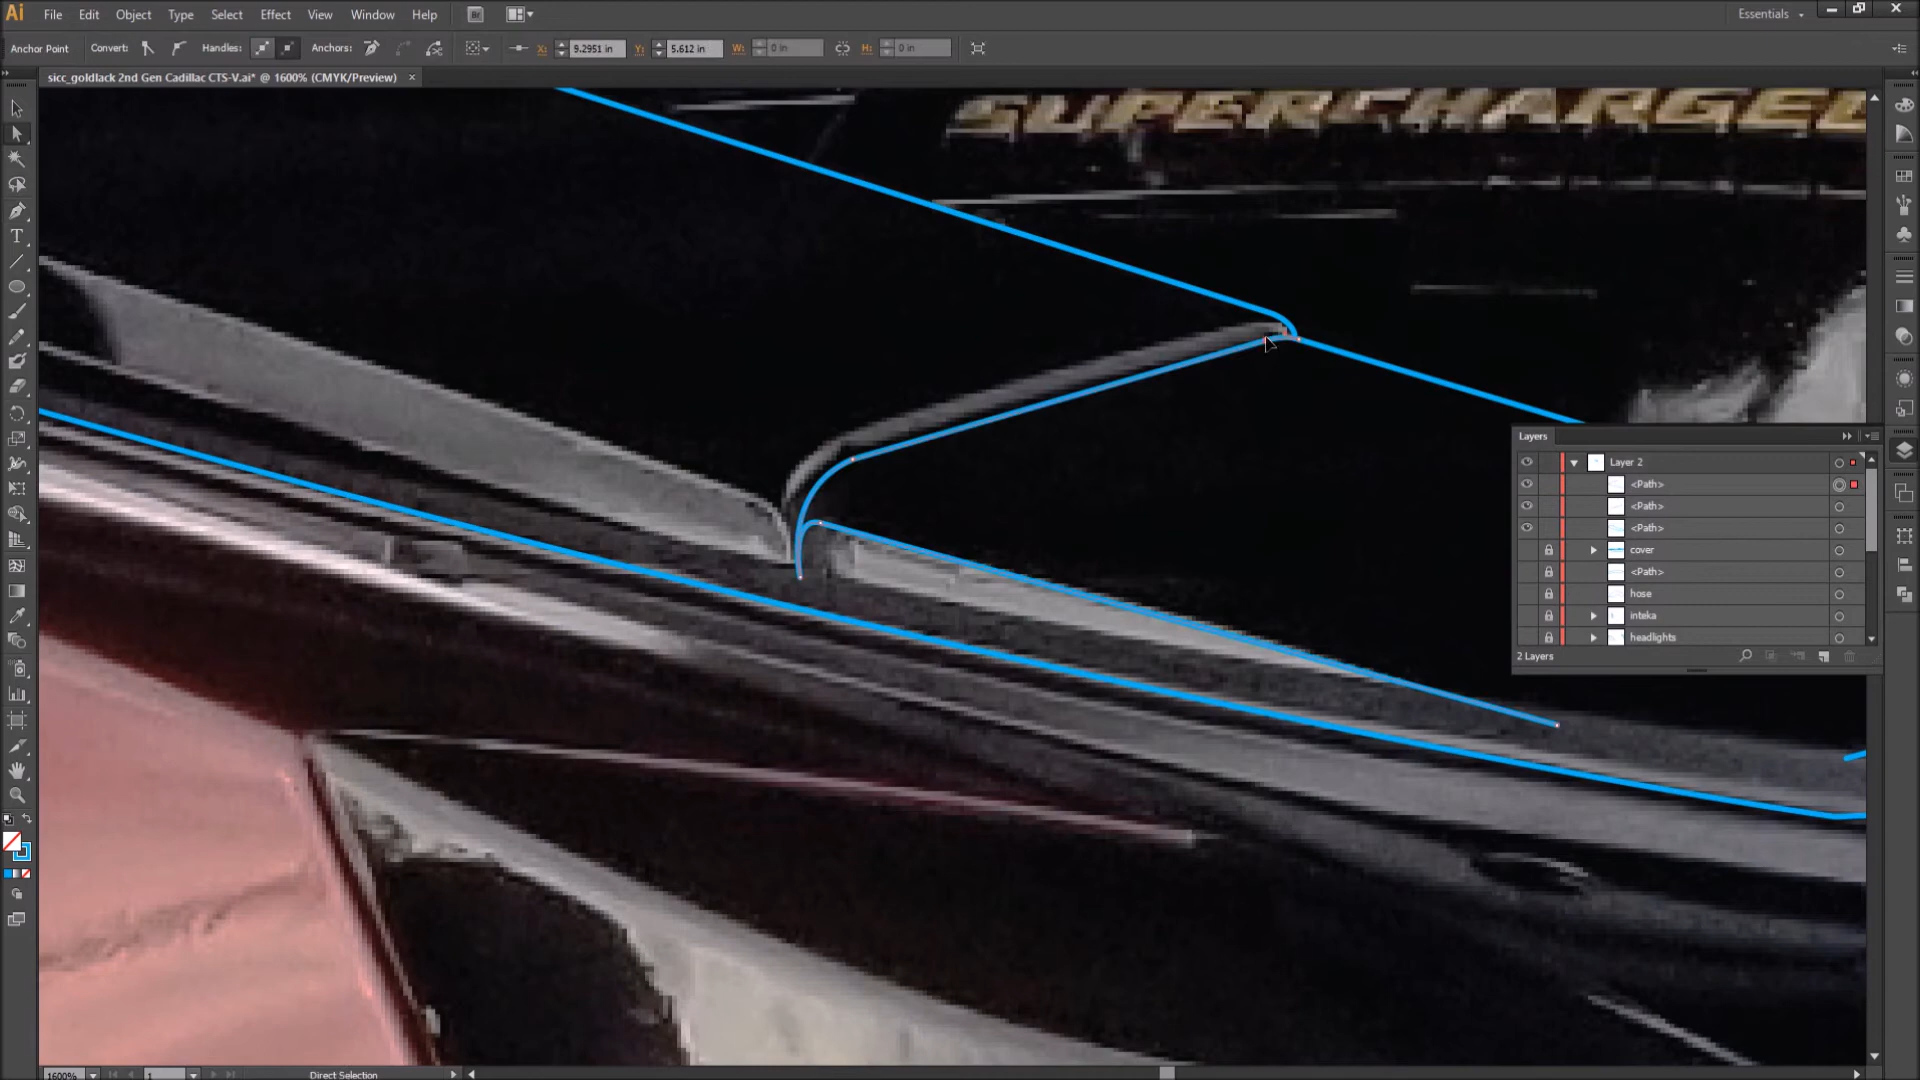 Ai File Edit Object Type Select Effect View Window Help Br Essentials
Anchor Point Convert: Handles: Anchors: X: 9.2951 in Y: 5.612 in W: 0 in H: 0 in
sicc_goldlack 2nd Gen Cadillac CTS-V.ai* @ 1600% (CMYK/Preview) ×
SUPERCHARGED
Layers
Layer 2
<Path>
<Path>
<Path>
cover
<Path>
hose
inteka
headlights
2 Layers
1600% 1 Direct Selection